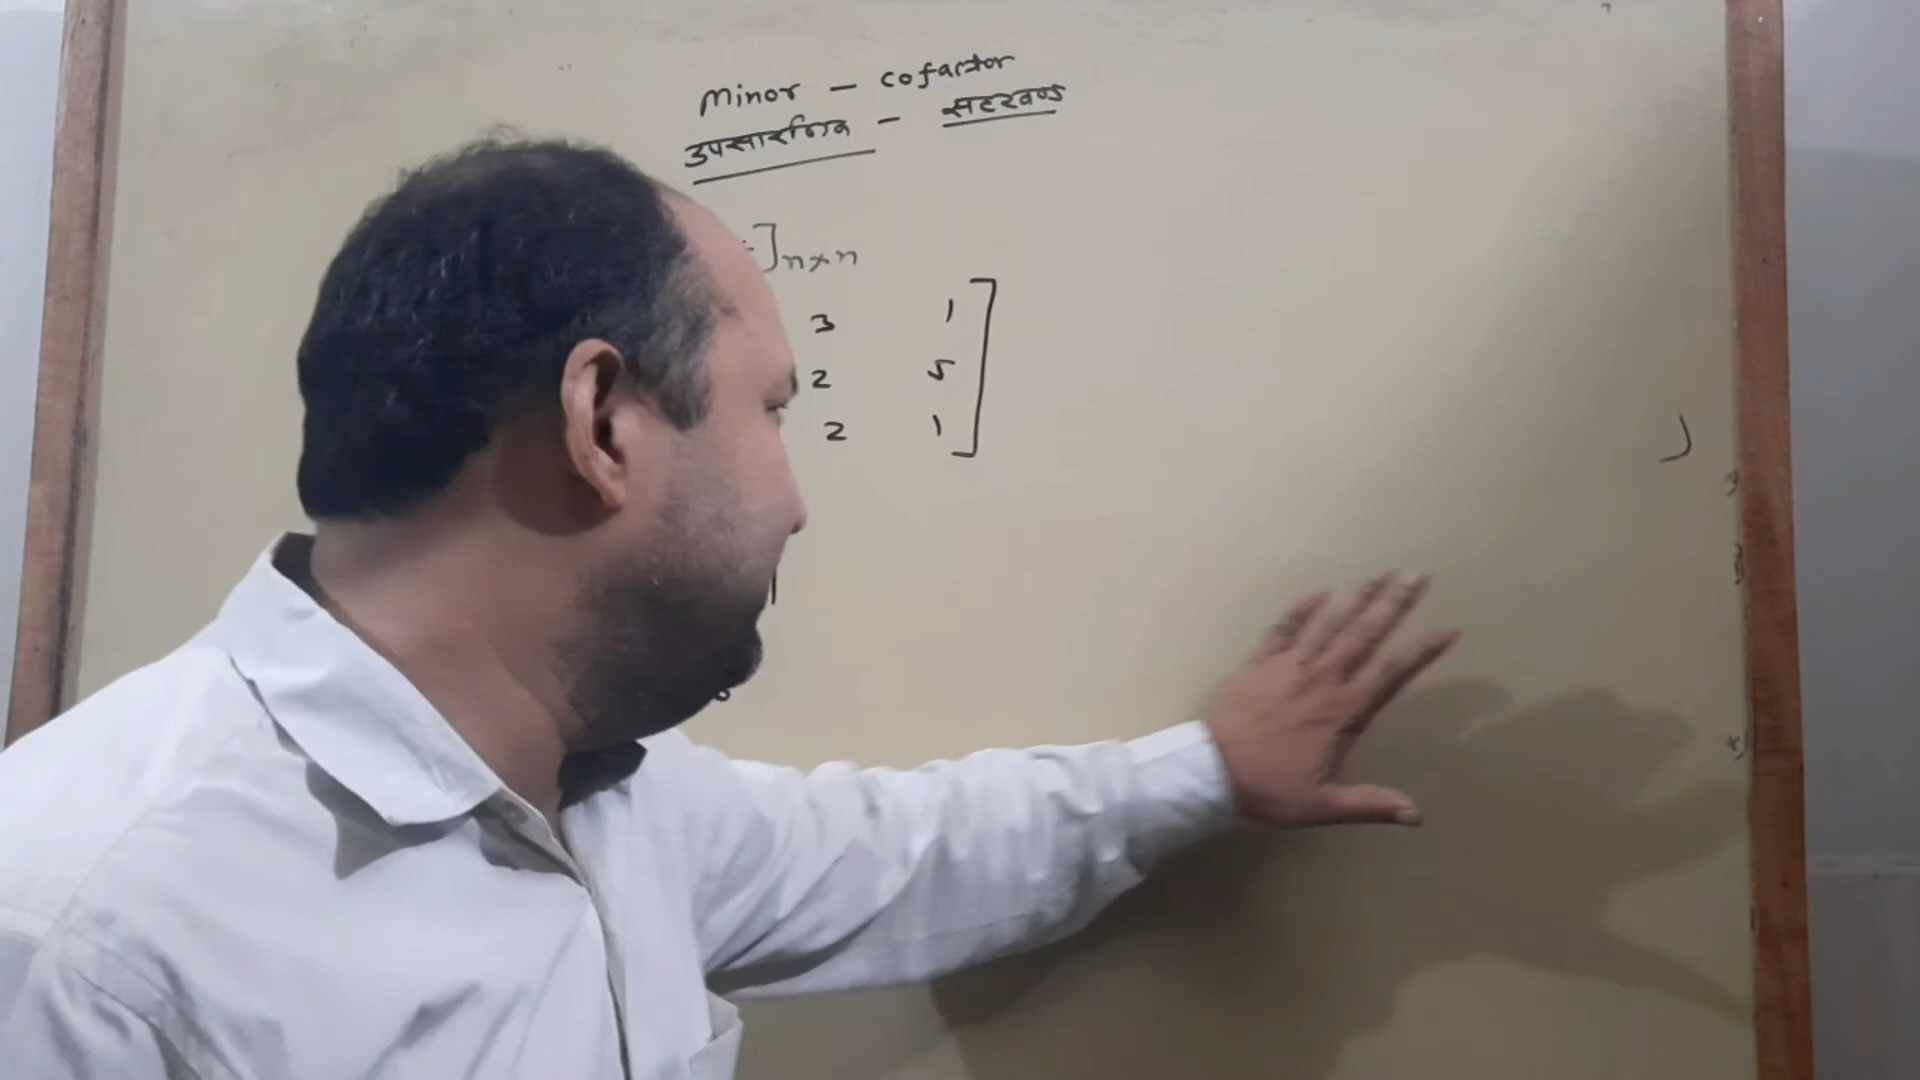 Minor - cofactor
उपसारणिक - सहखण्ड
]n×n
3 1
2 5
2 1 ]